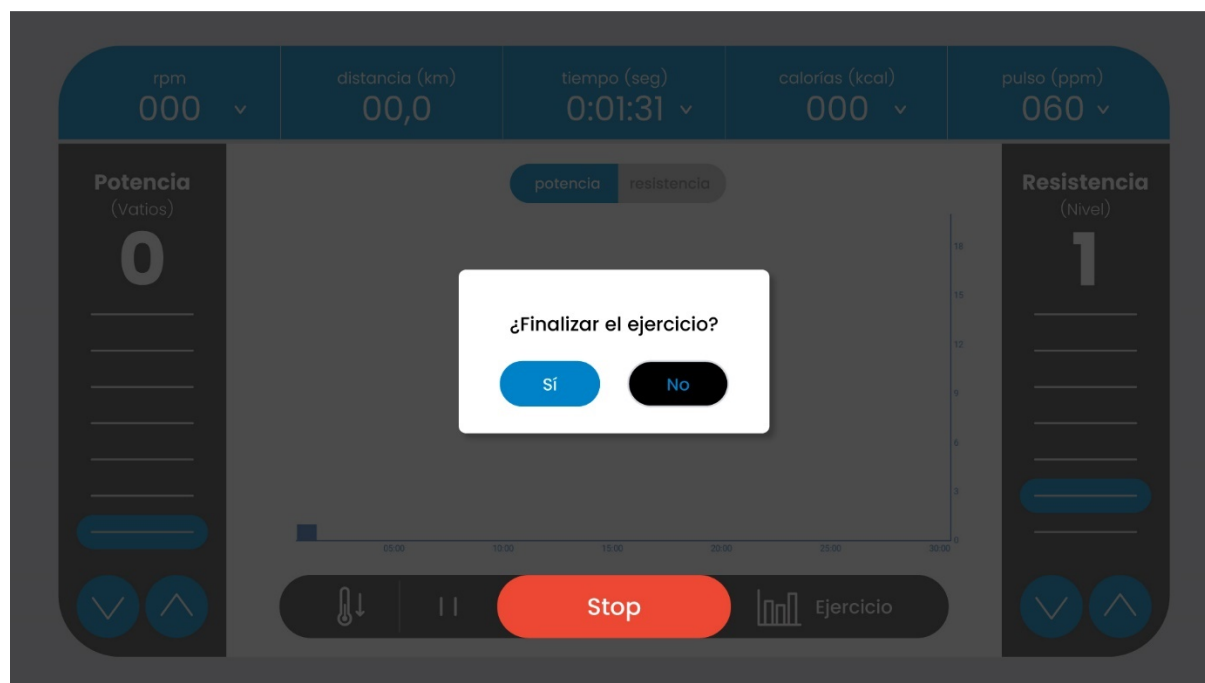 rpm
000
distancia (km)
00,0
tiempo (seg)
0:01:31
calorías (kcal)
000
pulso (ppm)
060
Potencia
(Vatios)
0
potencia resistencia
Resistencia
(Nivel)
1
18
15
12
9
6
3
0
¿Finalizar el ejercicio?
Sí No
05:00 10:00 15:00 20:00 25:00 30:00
Stop
Ejercicio